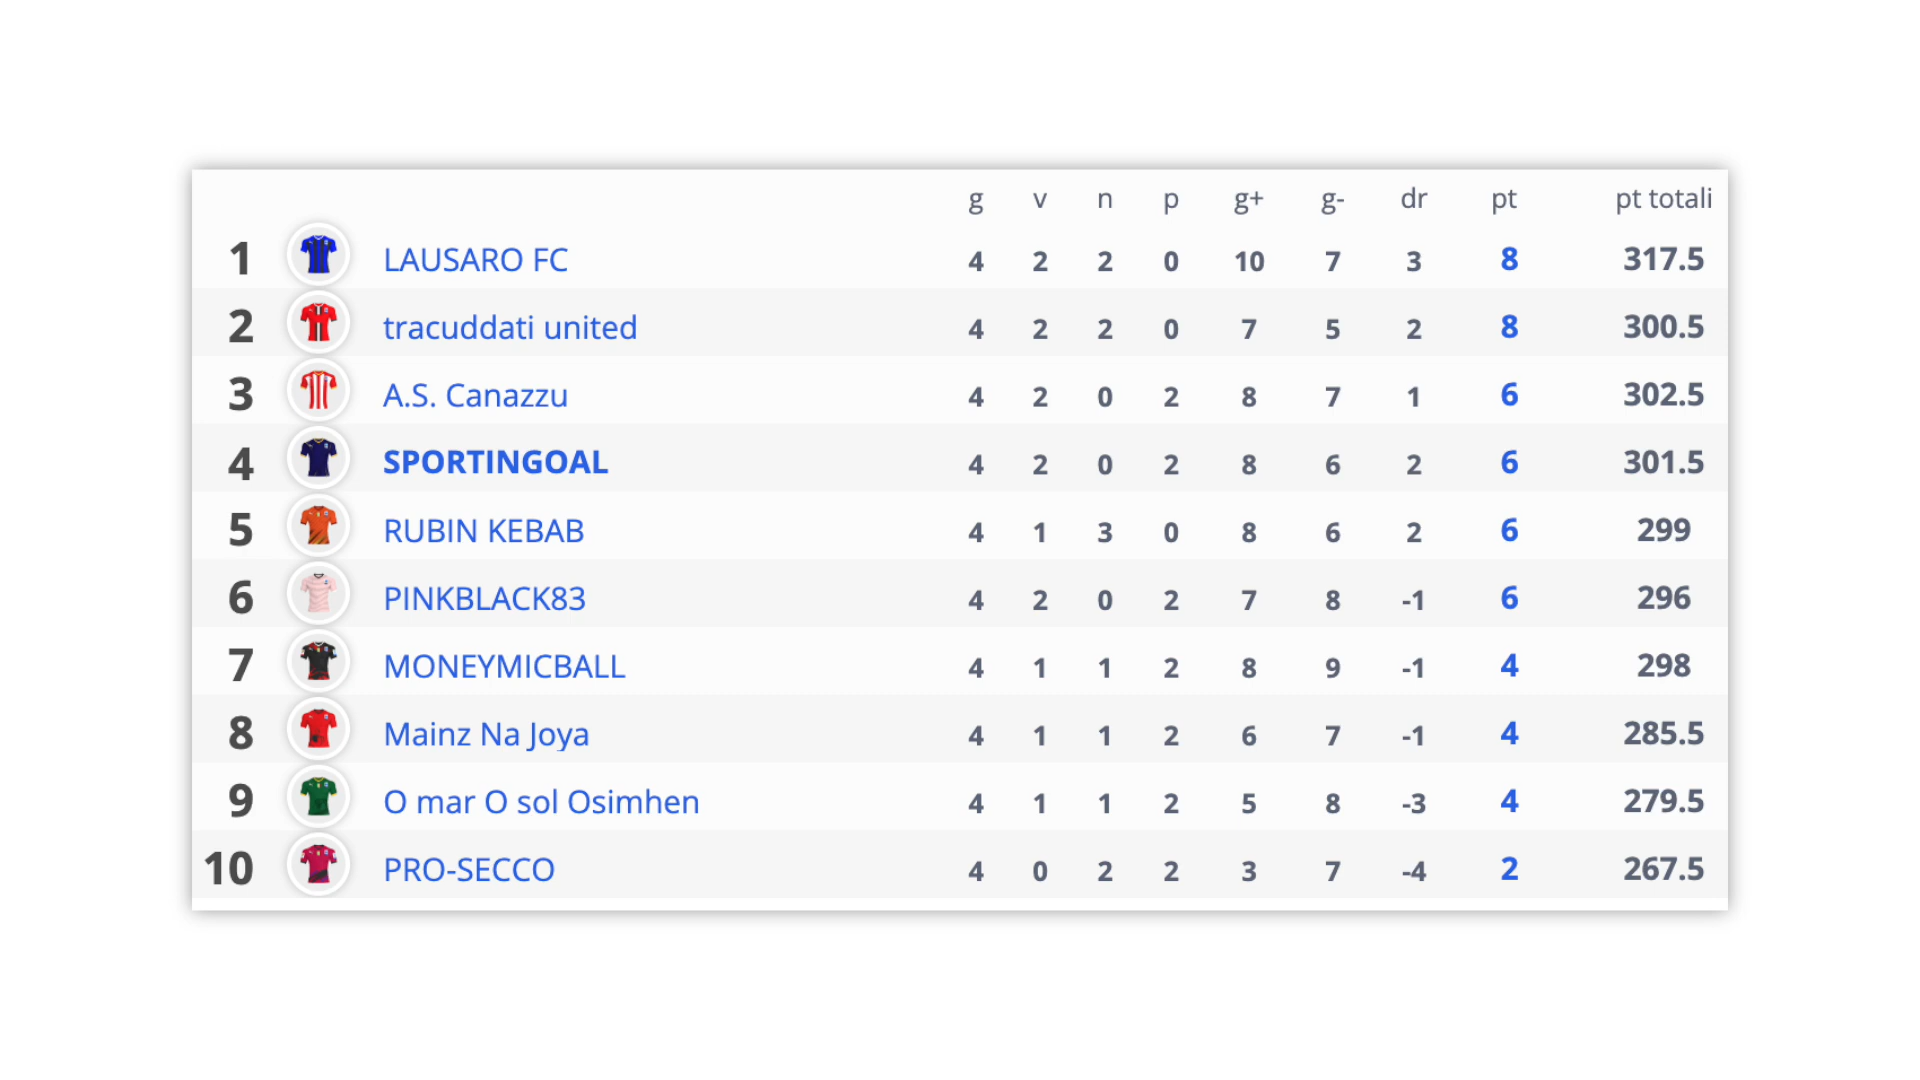 g v n p g+ g- dr pt pt totali
1 LAUSARO FC 4 2 2 0 10 7 3 8 317.5
2 tracuddati united 4 2 2 0 7 5 2 8 300.5
3 A.S. Canazzu 4 2 0 2 8 7 1 6 302.5
4 SPORTINGOAL 4 2 0 2 8 6 2 6 301.5
5 RUBIN KEBAB 4 1 3 0 8 6 2 6 299
6 PINKBLACK83 4 2 0 2 7 8 -1 6 296
7 MONEYMICBALL 4 1 1 2 8 9 -1 4 298
8 Mainz Na Joya 4 1 1 2 6 7 -1 4 285.5
9 O mar O sol Osimhen 4 1 1 2 5 8 -3 4 279.5
10 PRO-SECCO 4 0 2 2 3 7 -4 2 267.5